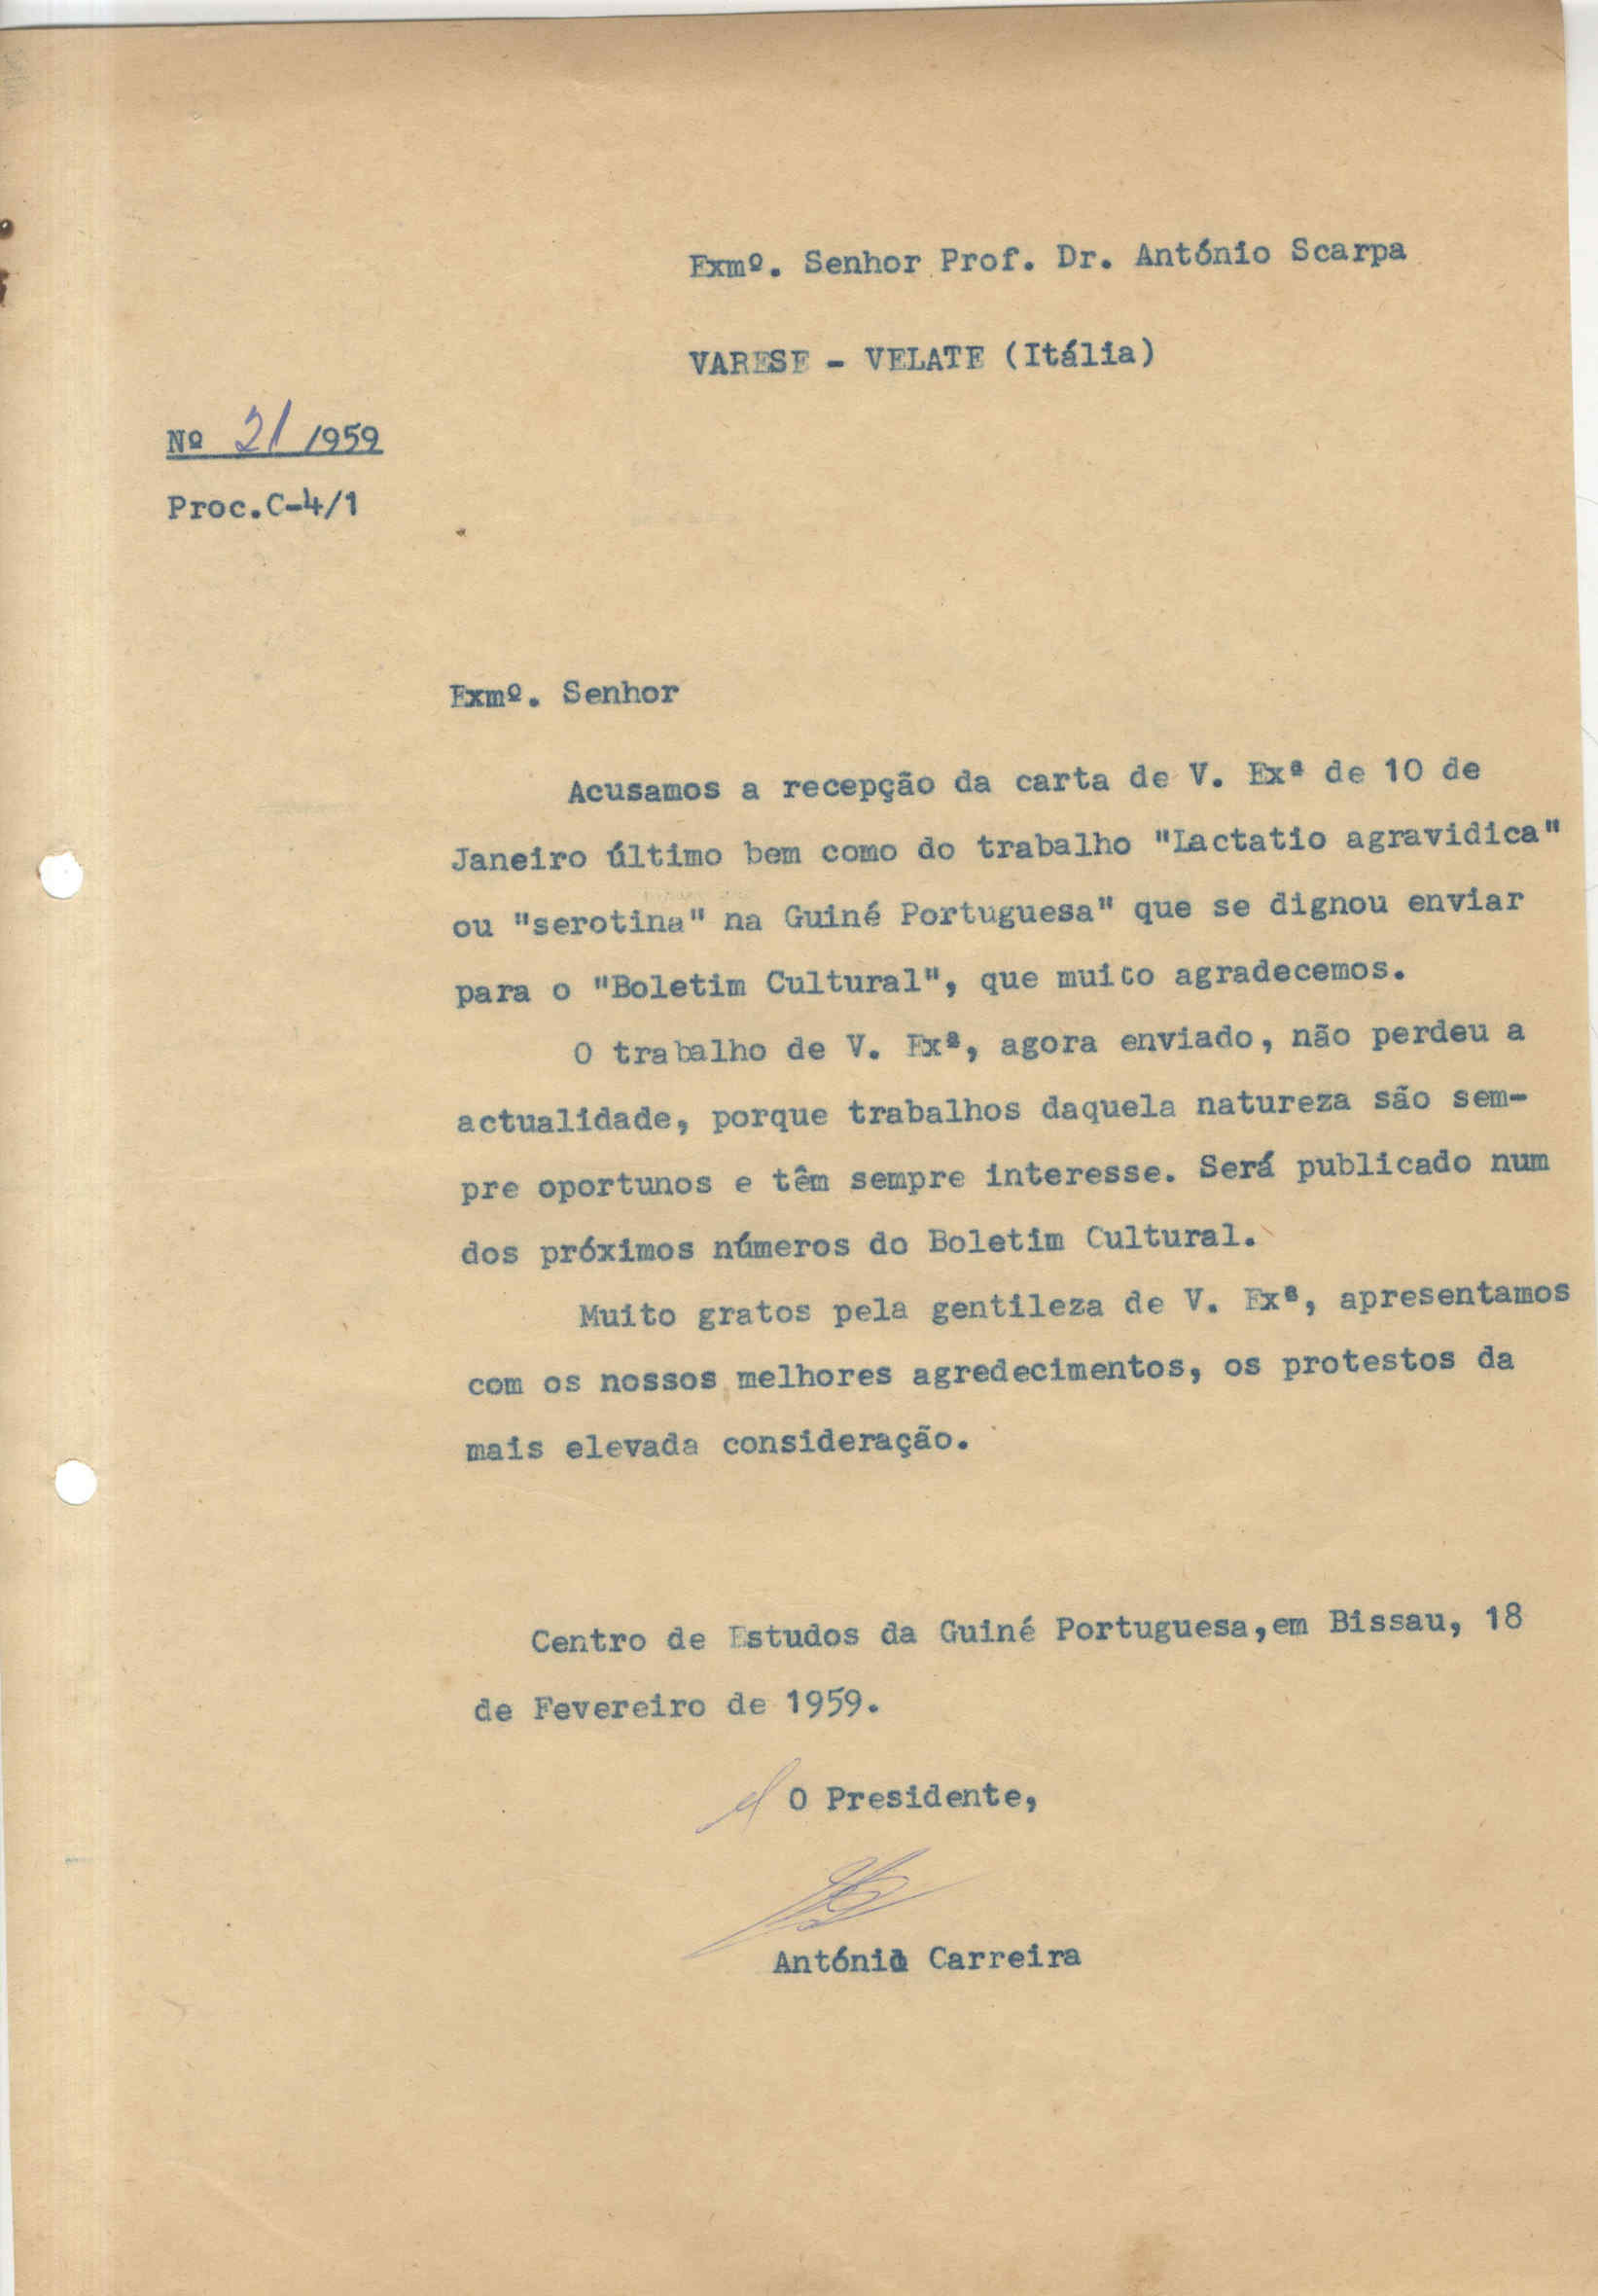 Exmº. Senhor Prof. Dr. António Scarpa
VARESE - VELATE (Itália)
Nº 21/1959
Proc.C-4/1
Exmº. Senhor
Acusamos a recepção da carta de V. Exª de 10 de
Janeiro último bem como do trabalho "Lactatio agravidica"
ou "serotina" na Guiné Portuguesa" que se dignou enviar
para o "Boletim Cultural", que muito agradecemos.
O trabalho de V. Exª, agora enviado, não perdeu a
actualidade, porque trabalhos daquela natureza são sem-
pre oportunos e têm sempre interesse. Será publicado num
dos próximos números do Boletim Cultural.
Muito gratos pela gentileza de V. Exª, apresentamos
com os nossos melhores agredecimentos, os protestos da
mais elevada consideração.
Centro de Estudos da Guiné Portuguesa,em Bissau, 18
de Fevereiro de 1959.
O Presidente,
António Carreira